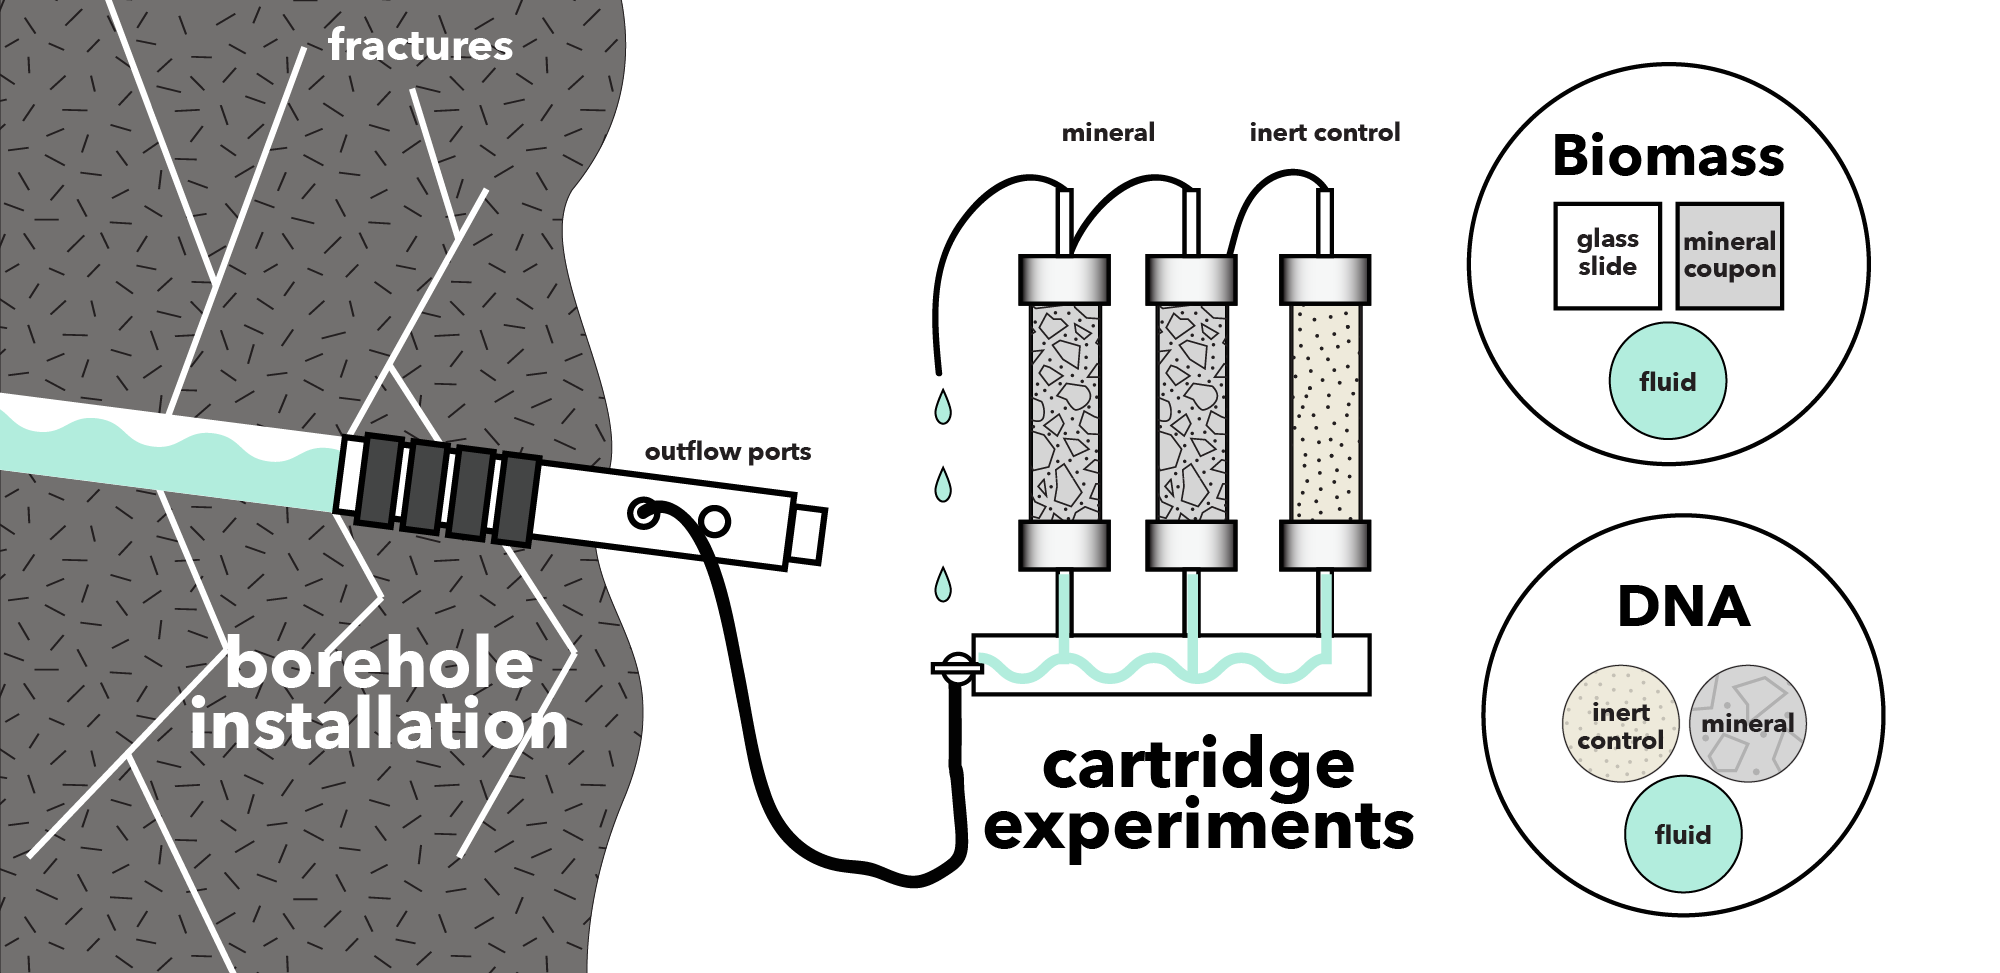 fractures
outflow ports
borehole
installation
mineral
inert control
cartridge
experiments
Biomass
glass
slide
mineral
coupon
fluid
DNA
inert
control
mineral
fluid